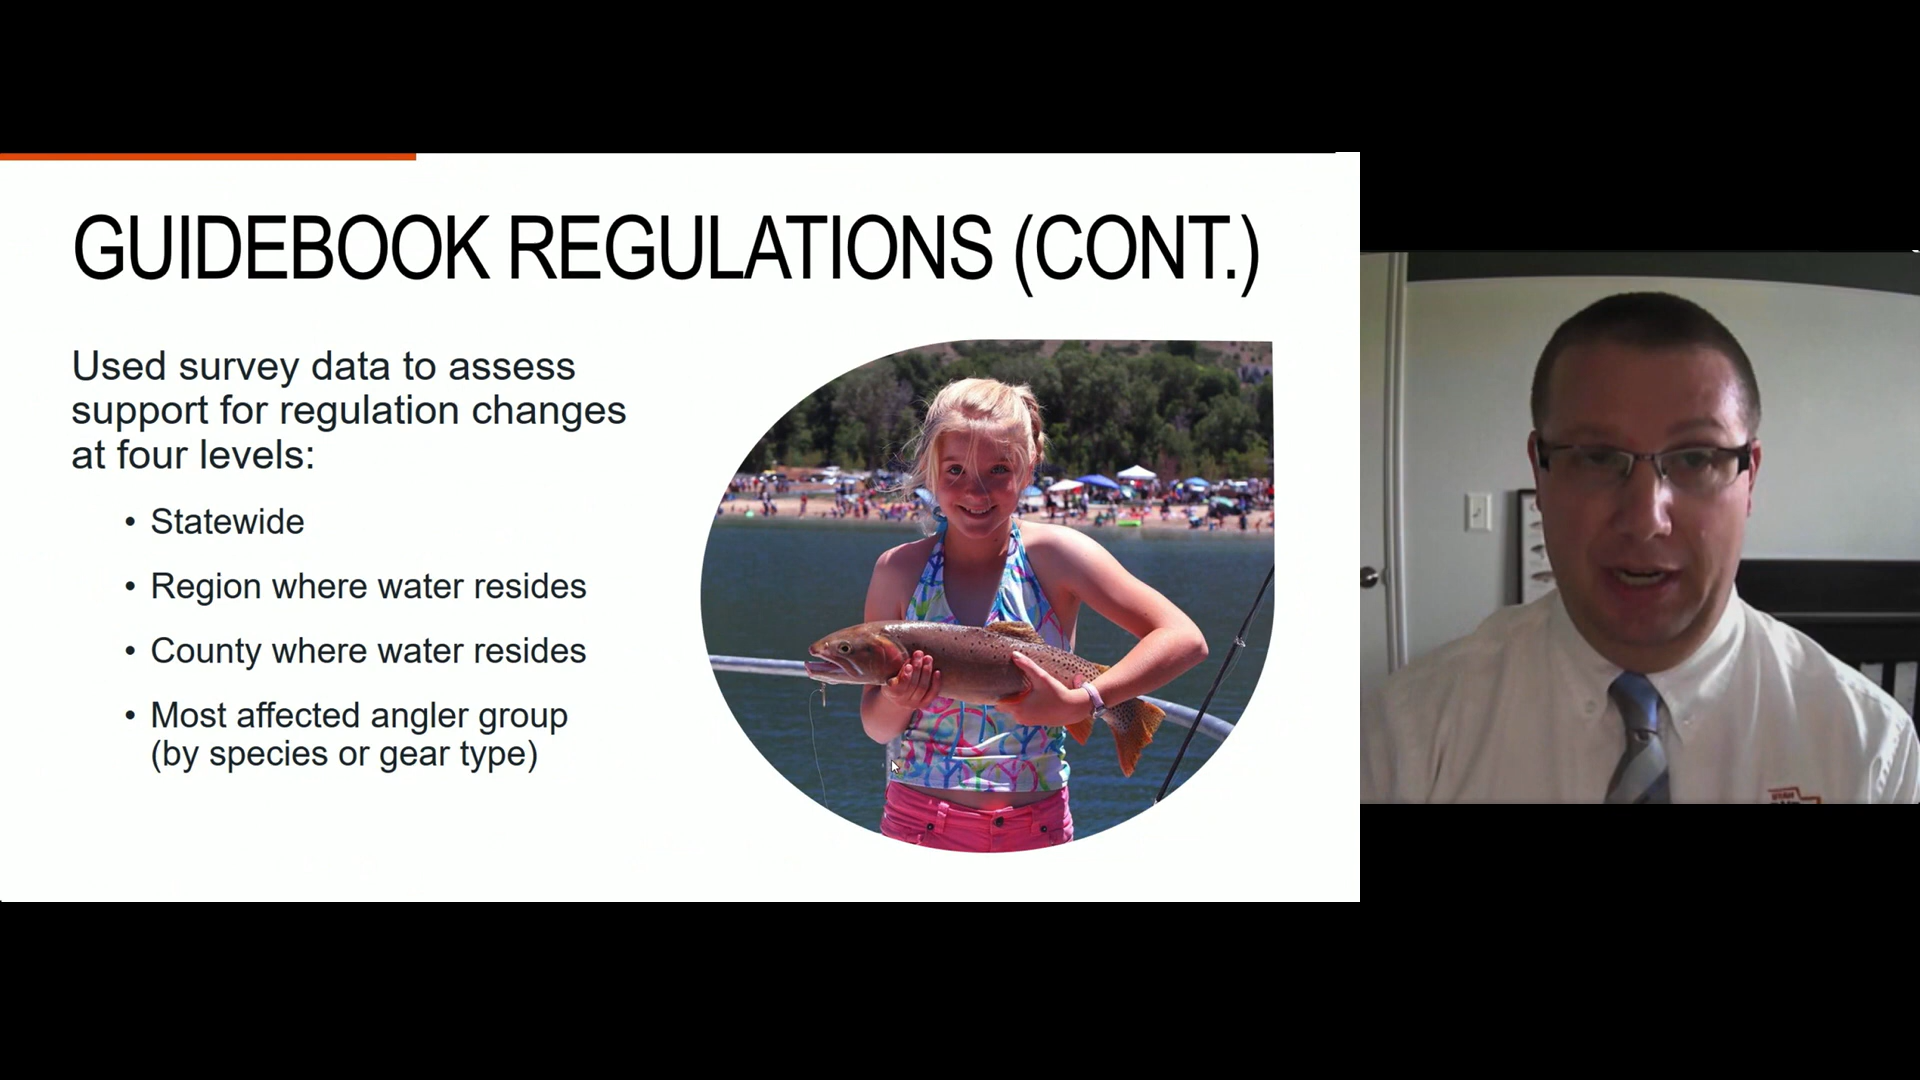 GUIDEBOOK REGULATIONS (CONT.)
Used survey data to assess
support for regulation changes
at four levels:
• Statewide
• Region where water resides
• County where water resides
• Most affected angler group
(by species or gear type)